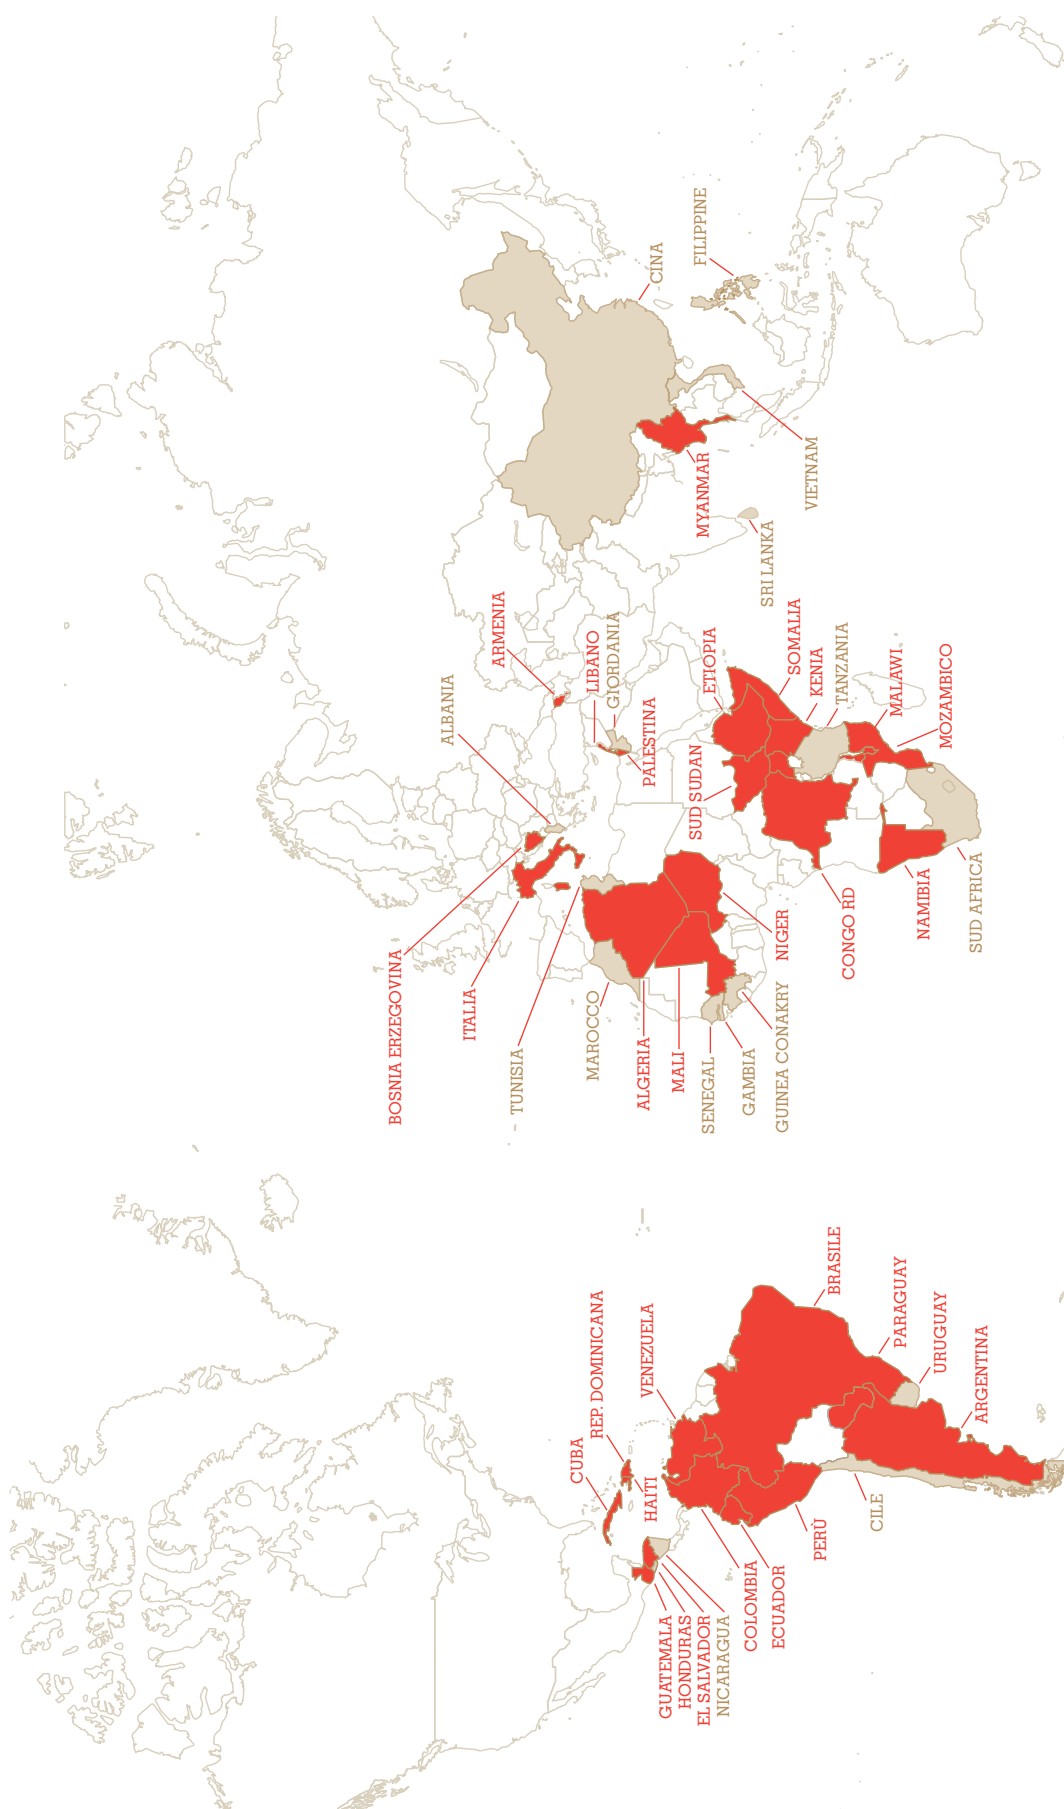 CUBA
REP. DOMINICANA
HAITI
VENEZUELA
GUATEMALA
HONDURAS
EL SALVADOR
NICARAGUA
COLOMBIA
ECUADOR
BRASILE
PERÙ
PARAGUAY
CILE
URUGUAY
ARGENTINA
BOSNIA ERZEGOVINA
ALBANIA
ITALIA
ARMENIA
TUNISIA
MAROCCO
LIBANO
GIORDANIA
PALESTINA
ALGERIA
MALI
SENEGAL
GAMBIA
GUINEA CONAKRY
NIGER
SUD SUDAN
ETIOPIA
SOMALIA
KENIA
TANZANIA
CONGO RD
MALAWI
NAMIBIA
MOZAMBICO
SUD AFRICA
CINA
FILIPPINE
MYANMAR
SRI LANKA
VIETNAM